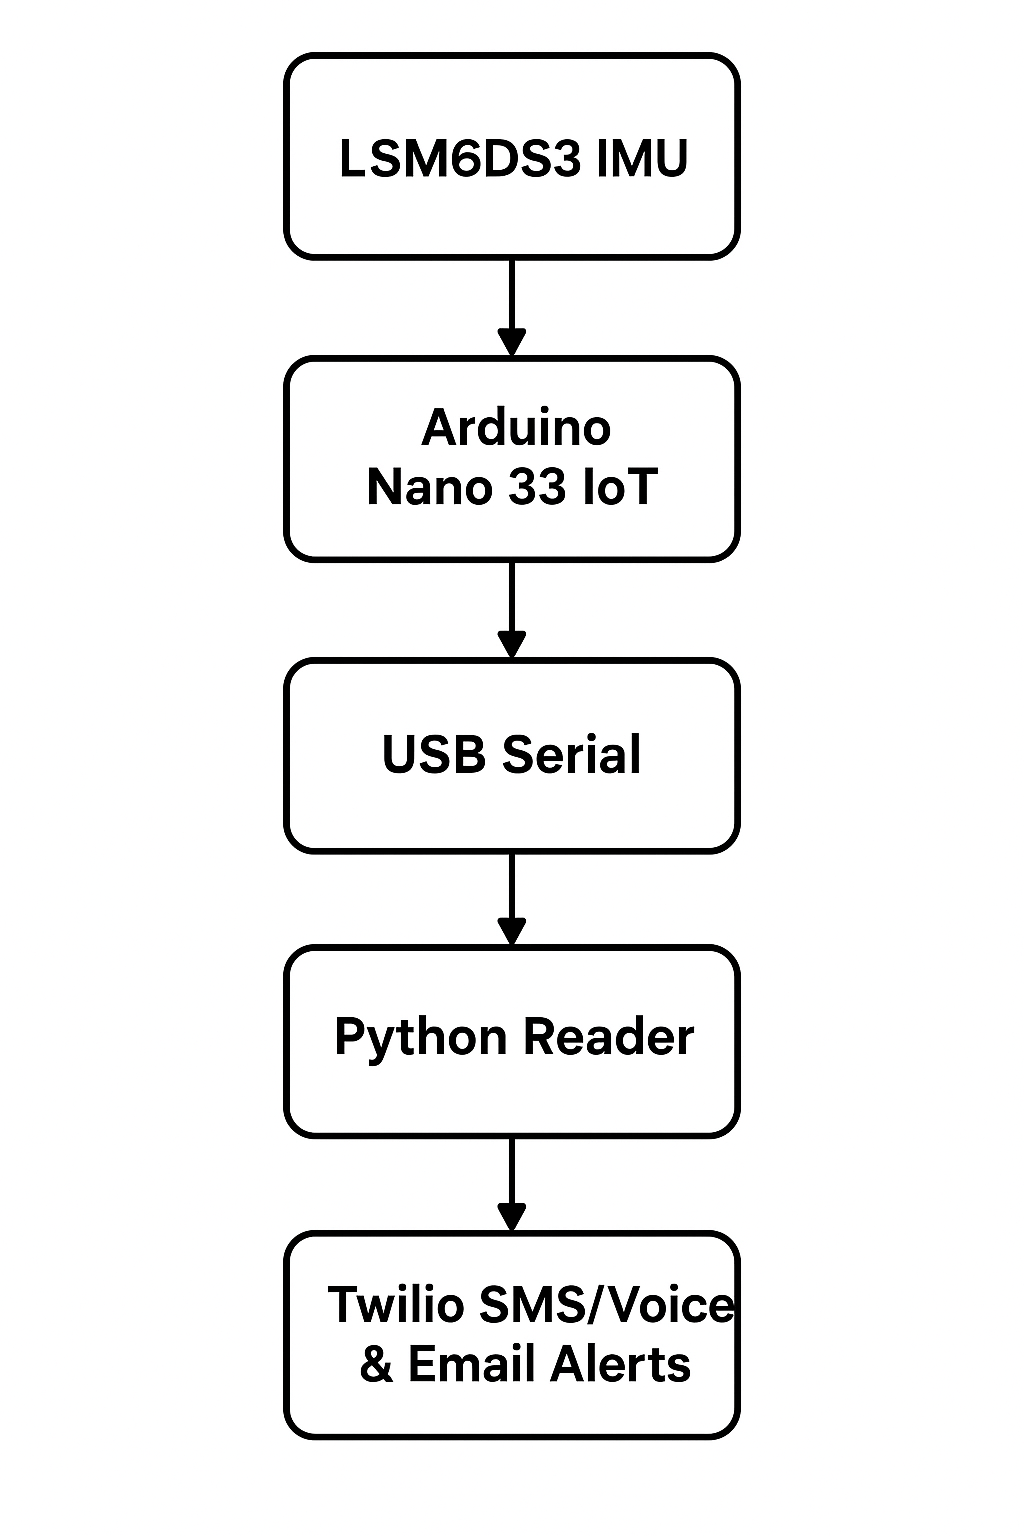 LSM6DS3 IMU
Arduino
Nano 33 IoT
USB Serial
Python Reader
Twilio SMS/Voice
& Email Alerts